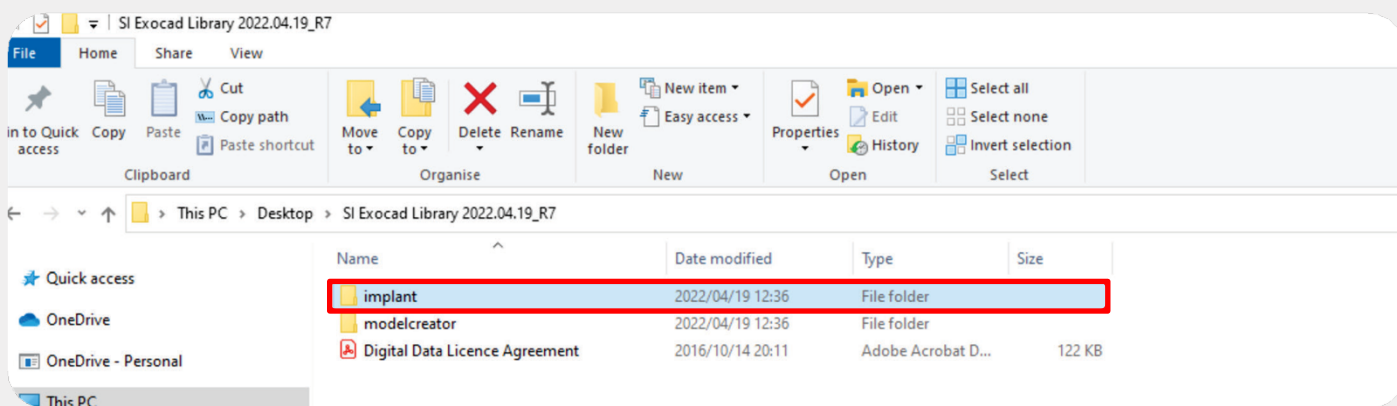 SI Exocad Library 2022.04.19_R7
File Home Share View
in to Quick access
Copy
Paste
Cut
Copy path
Paste shortcut
Clipboard
Move to
Copy to
Delete
Rename
Organise
New folder
New item
Easy access
New
Properties
Open
Edit
History
Open
Select all
Select none
Invert selection
Select
This PC > Desktop > SI Exocad Library 2022.04.19_R7
Quick access
OneDrive
OneDrive - Personal
This PC
Name Date modified Type Size
implant 2022/04/19 12:36 File folder
modelcreator 2022/04/19 12:36 File folder
Digital Data Licence Agreement 2016/10/14 20:11 Adobe Acrobat D... 122 KB